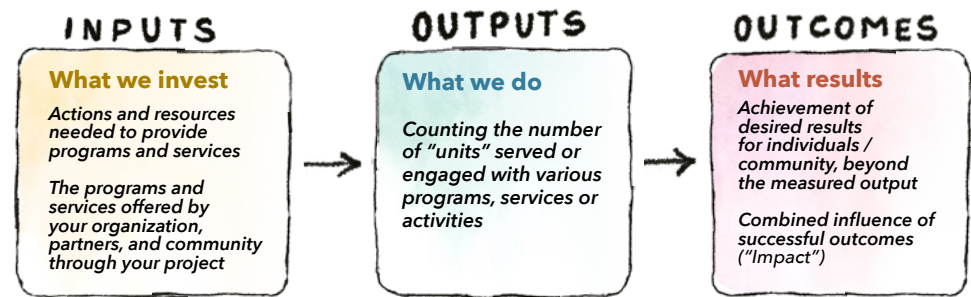 INPUTS
What we invest
Actions and resources
needed to provide
programs and services
The programs and
services offered by
your organization,
partners, and community
through your project
OUTPUTS
What we do
Counting the number
of “units” served or
engaged with various
programs, services or
activities
OUTCOMES
What results
Achievement of
desired results
for individuals /
community, beyond
the measured output
Combined influence of
successful outcomes
(“Impact”)